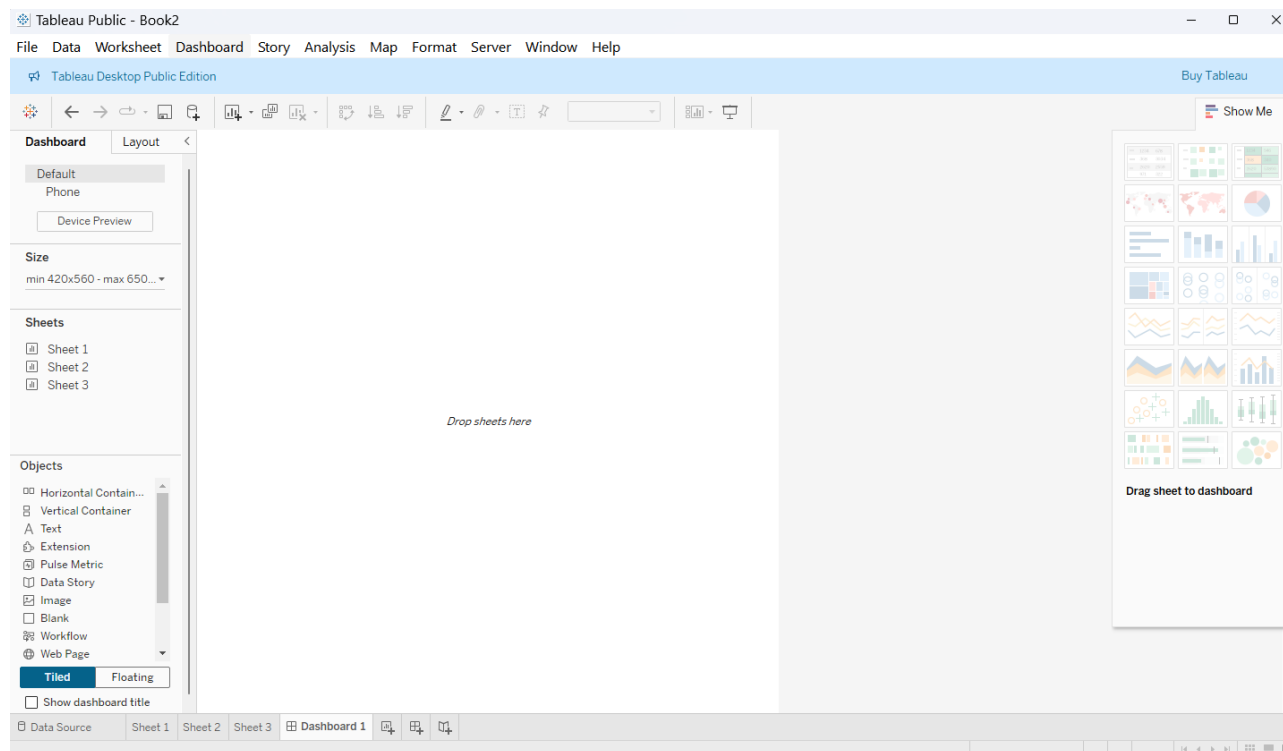 Tableau Public - Book2
File Data Worksheet Dashboard Story Analysis Map Format Server Window Help
Tableau Desktop Public Edition Buy Tableau
Show Me
Dashboard Layout
Default
Phone
Device Preview
Size
min 420x560 - max 650...
Sheets
Sheet 1
Sheet 2
Sheet 3
Drop sheets here
Objects
Horizontal Contain...
Vertical Container
Text
Extension
Pulse Metric
Data Story
Image
Blank
Workflow
Web Page
Tiled Floating
Show dashboard title
Drag sheet to dashboard
Data Source Sheet 1 Sheet 2 Sheet 3 Dashboard 1